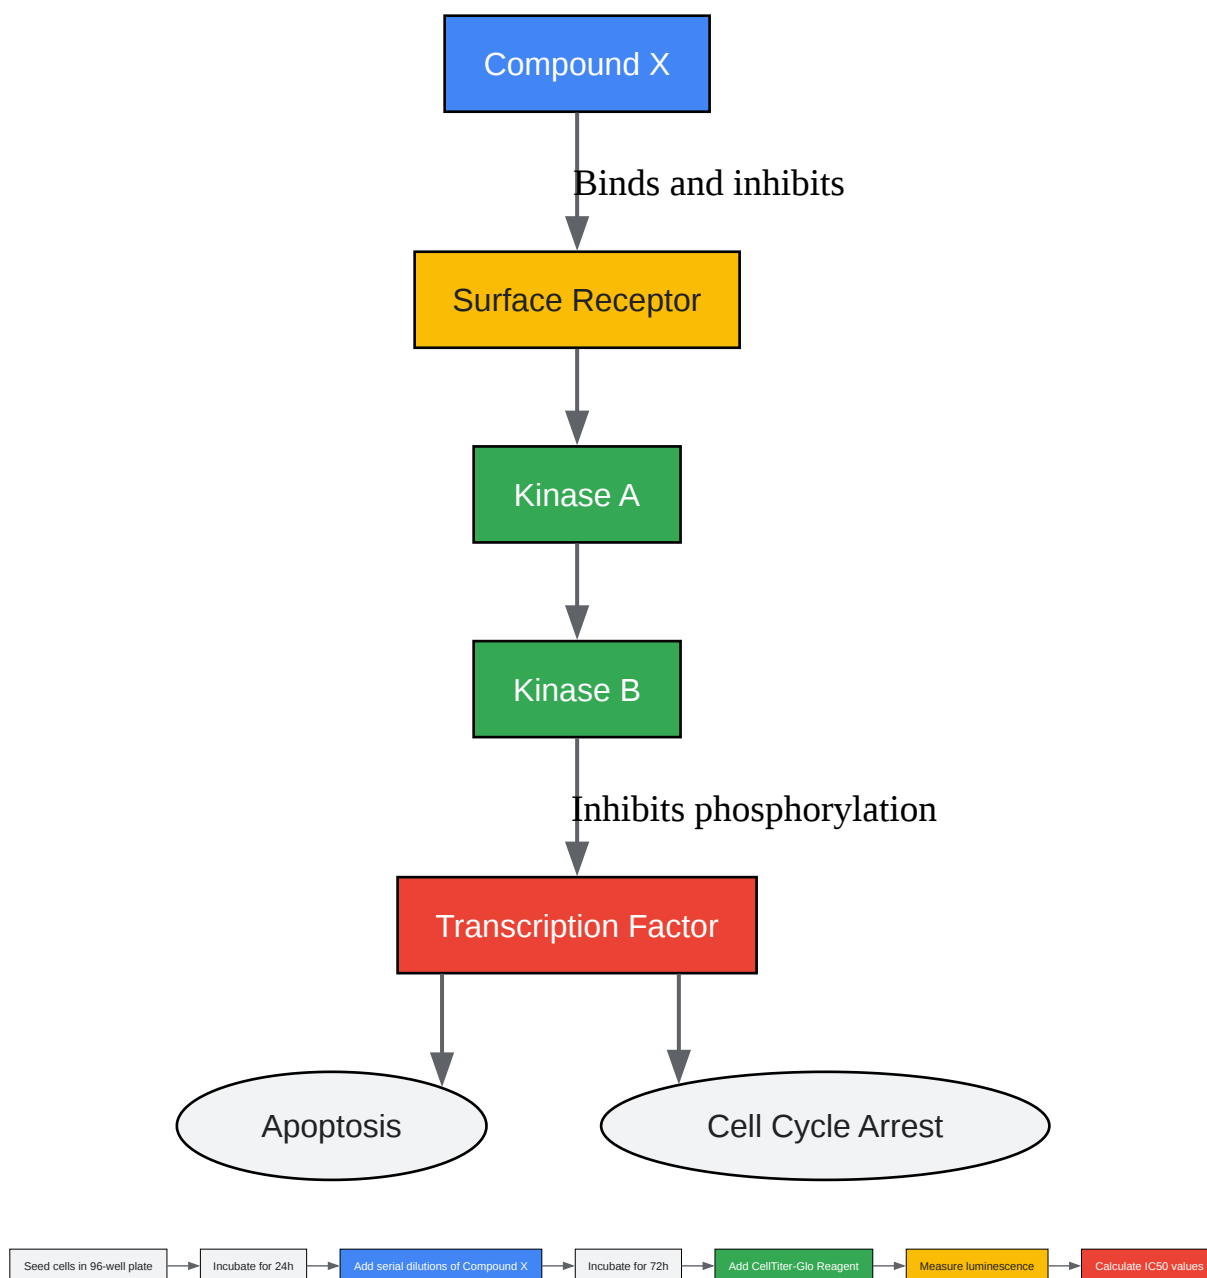 Compound X
Binds and inhibits
Surface Receptor
Kinase A
Kinase B
Inhibits phosphorylation
Transcription Factor
Apoptosis
Cell Cycle Arrest
Seed cells in 96-well plate
Incubate for 24h
Add serial dilutions of Compound X
Incubate for 72h
Add CellTiter-Glo Reagent
Measure luminescence
Calculate IC50 values